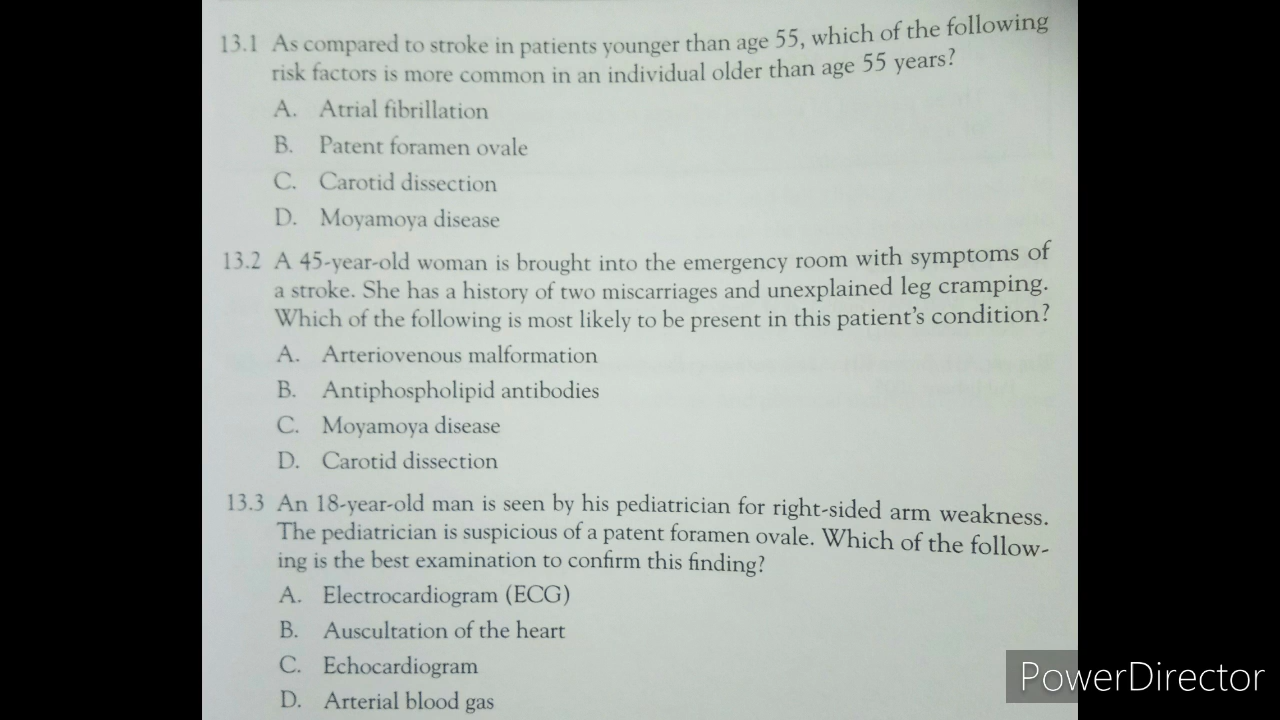 13.1 As compared to stroke in patients younger than age 55, which of the following
risk factors is more common in an individual older than age 55 years?
A. Atrial fibrillation
B. Patent foramen ovale
C. Carotid dissection
D. Moyamoya disease
13.2 A 45-year-old woman is brought into the emergency room with symptoms of
a stroke. She has a history of two miscarriages and unexplained leg cramping.
Which of the following is most likely to be present in this patient's condition?
A. Arteriovenous malformation
B. Antiphospholipid antibodies
C. Moyamoya disease
D. Carotid dissection
13.3 An 18-year-old man is seen by his pediatrician for right-sided arm weakness.
The pediatrician is suspicious of a patent foramen ovale. Which of the follow-
ing is the best examination to confirm this finding?
A. Electrocardiogram (ECG)
B. Auscultation of the heart
C. Echocardiogram
D. Arterial blood gas
PowerDirector